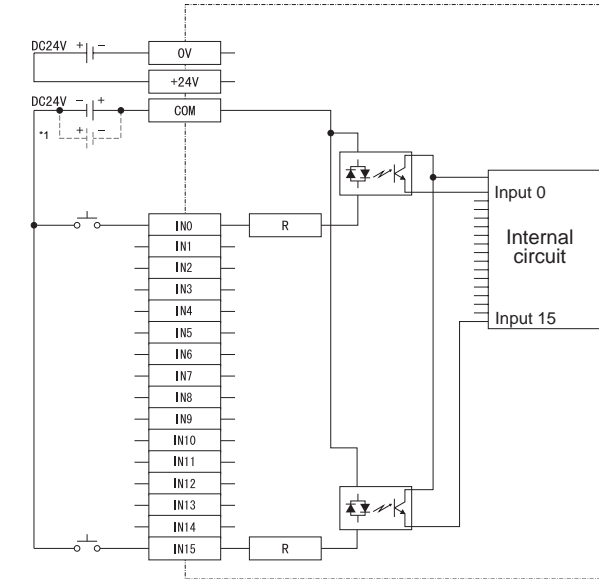 DC24V + −
0V
+24V
DC24V − +
COM
*1
+ −
Input 0
IN0
R
IN1
Internal
circuit
IN2
IN3
IN4
Input 15
IN5
IN6
IN7
IN8
IN9
IN10
IN11
IN12
IN13
IN14
IN15
R